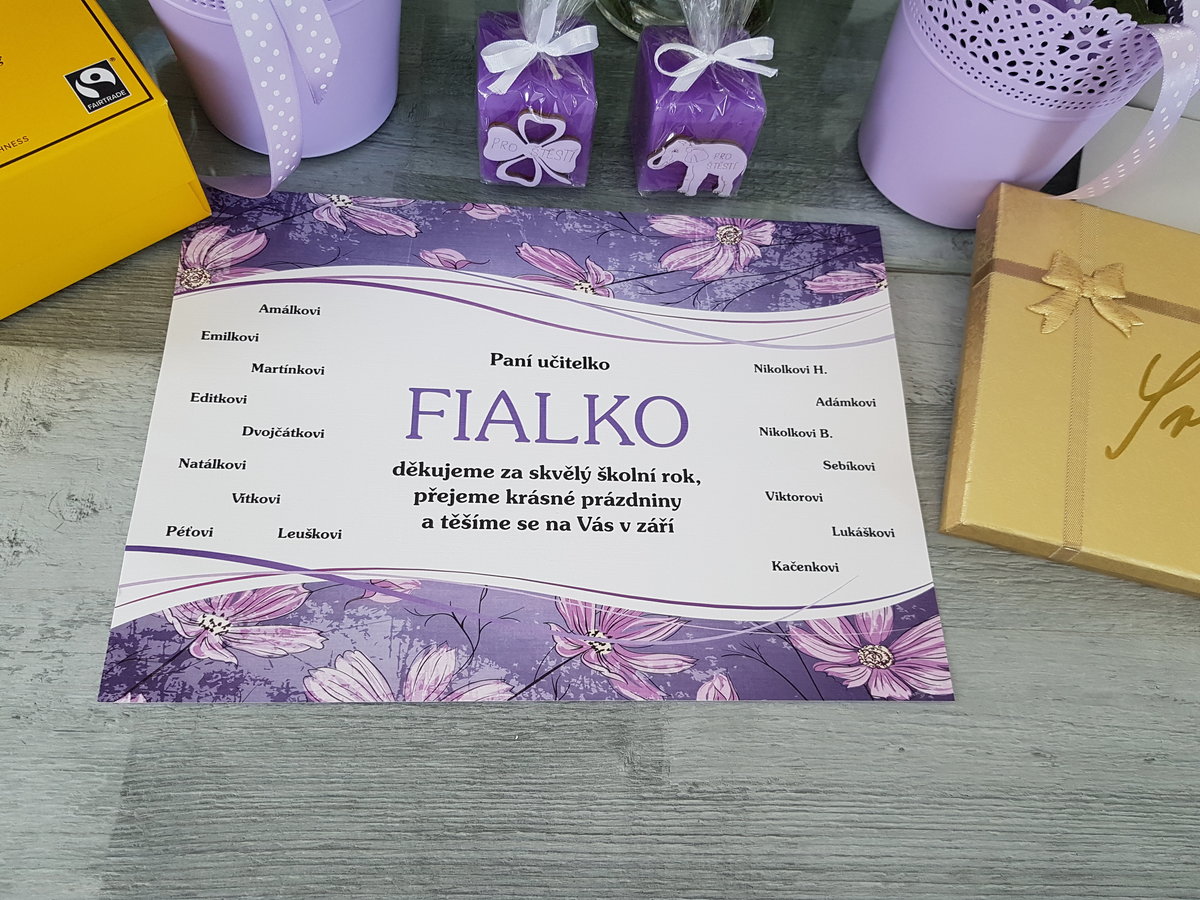 FAIRTRADE
PRO ŠTĚSTÍ
PRO
ŠTĚSTÍ
Amálkovi
Emilkovi
Martínkovi
Editkovi
Dvojčátkovi
Natálkovi
Vítkovi
Péťovi
Leuškovi
Paní učitelko
FIALKO
děkujeme za skvělý školní rok,
přejeme krásné prázdniny
a těšíme se na Vás v září
Nikolkovi H.
Adámkovi
Nikolkovi B.
Sebíkovi
Viktorovi
Lukáškovi
Kačenkovi